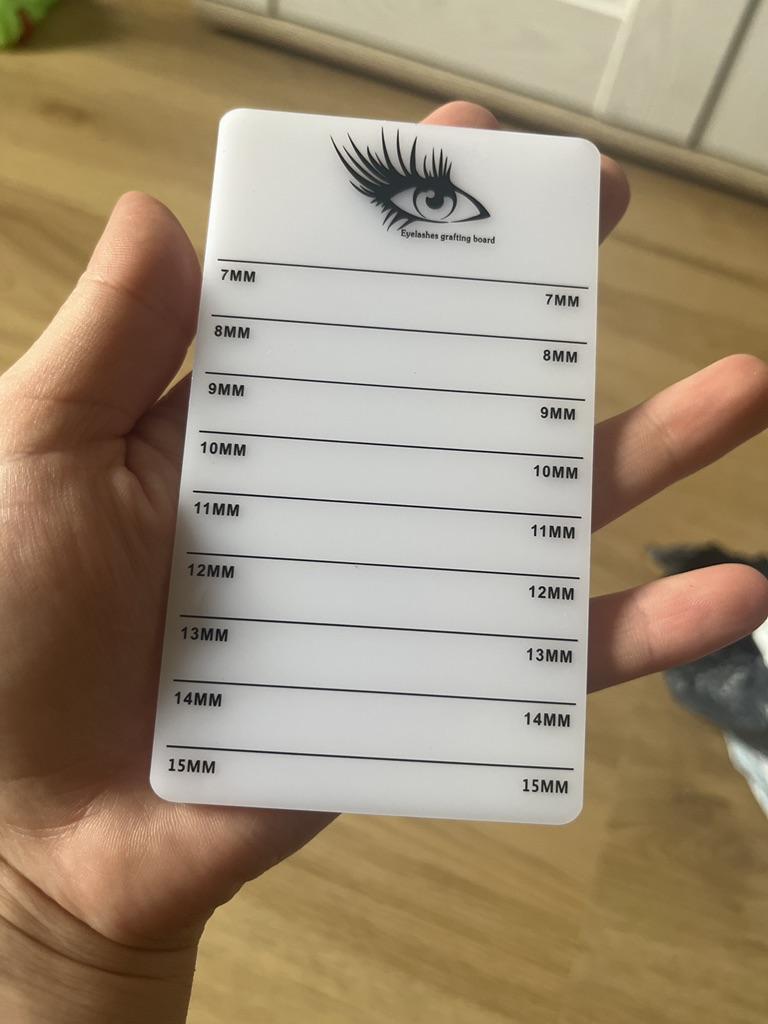 Eyelashes grafting board
7MM 7MM
8MM 8MM
9MM 9MM
10MM 10MM
11MM 11MM
12MM 12MM
13MM 13MM
14MM 14MM
15MM 15MM